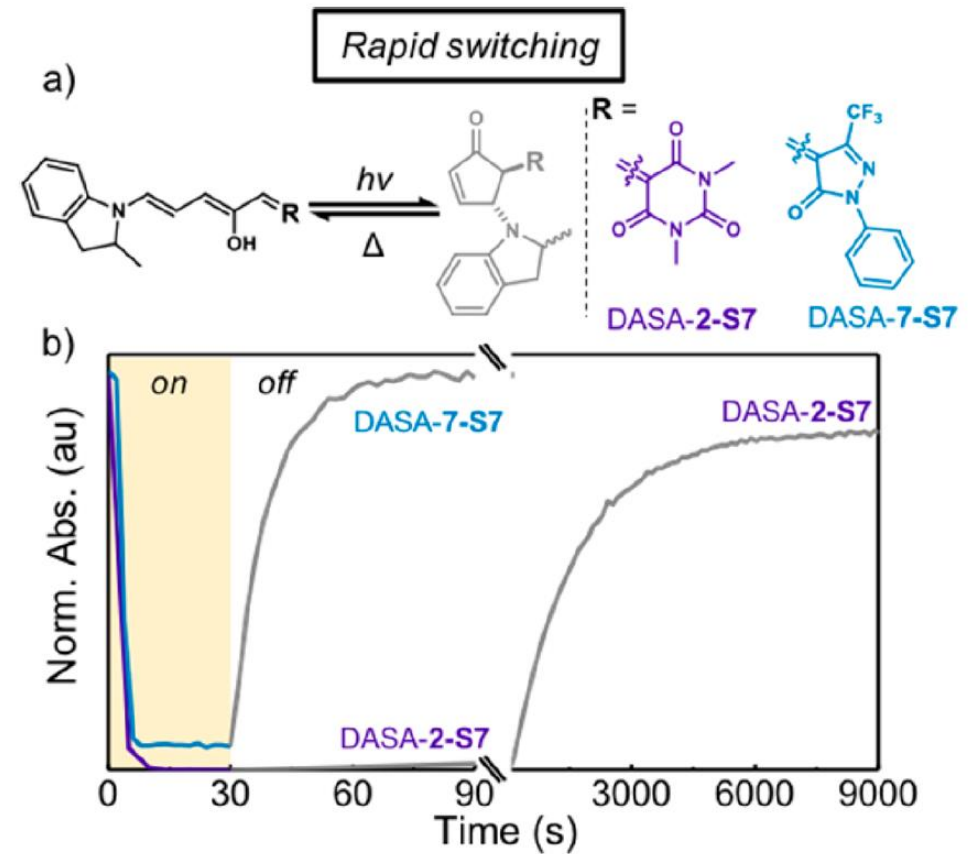 Rapid switching
a)
N
OH
R
hv
Δ
O
R
N
R =
O
N
O
N
O
CF3
N
N
O
DASA-2-S7
DASA-7-S7
b)
on
off
DASA-7-S7
DASA-2-S7
DASA-2-S7
Norm. Abs. (au)
0
30
60
90
3000
6000
9000
Time (s)